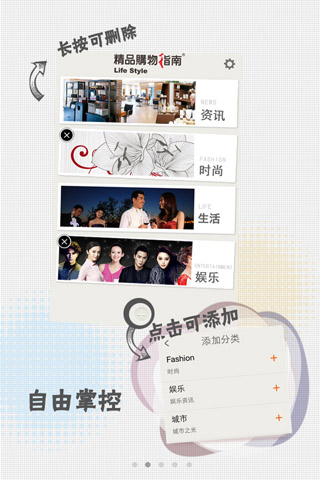 长按可删除
精品購物指南®
Life Style
NEWS
资讯
FASHION
时尚
LIFE
生活
ENTERTAINMENT
娱乐
点击可添加
添加分类
Fashion
时尚
娱乐
娱乐资讯
城市
城市之光
自由掌控